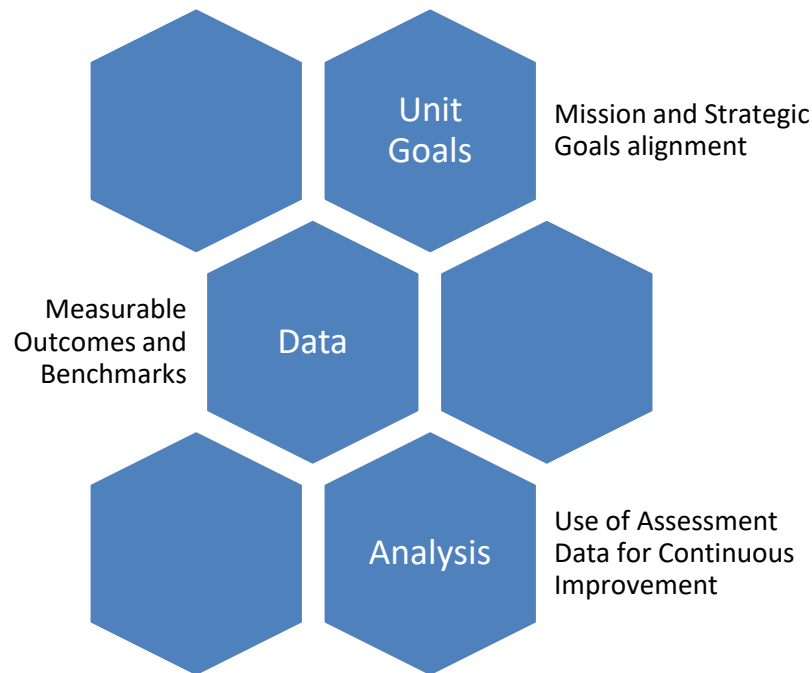 Unit
Goals
Mission and Strategic
Goals alignment
Measurable
Outcomes and
Benchmarks
Data
Analysis
Use of Assessment
Data for Continuous
Improvement